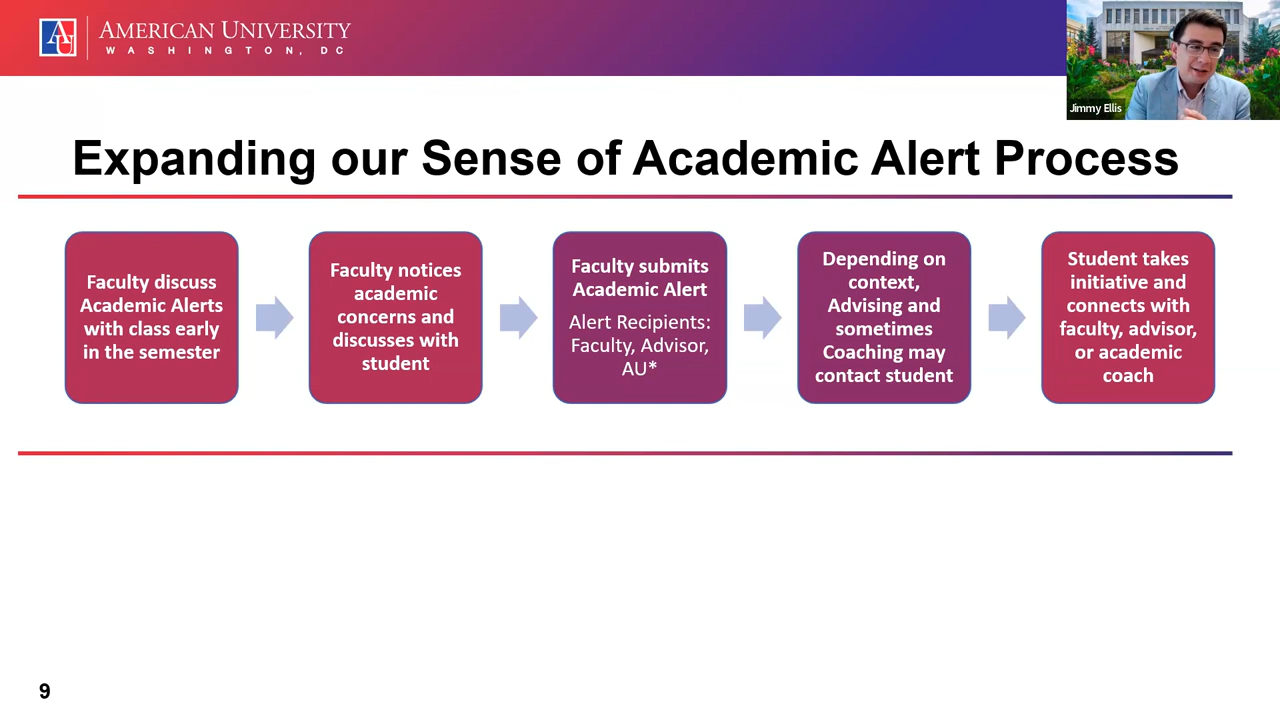 AU
AMERICAN UNIVERSITY
WASHINGTON, DC
Jimmy Ellis
Expanding our Sense of Academic Alert Process
Faculty discuss
Academic Alerts
with class early
in the semester
Faculty notices
academic
concerns and
discusses with
student
Faculty submits
Academic Alert
Alert Recipients:
Faculty, Advisor,
AU*
Depending on
context,
Advising and
sometimes
Coaching may
contact student
Student takes
initiative and
connects with
faculty, advisor,
or academic
coach
9